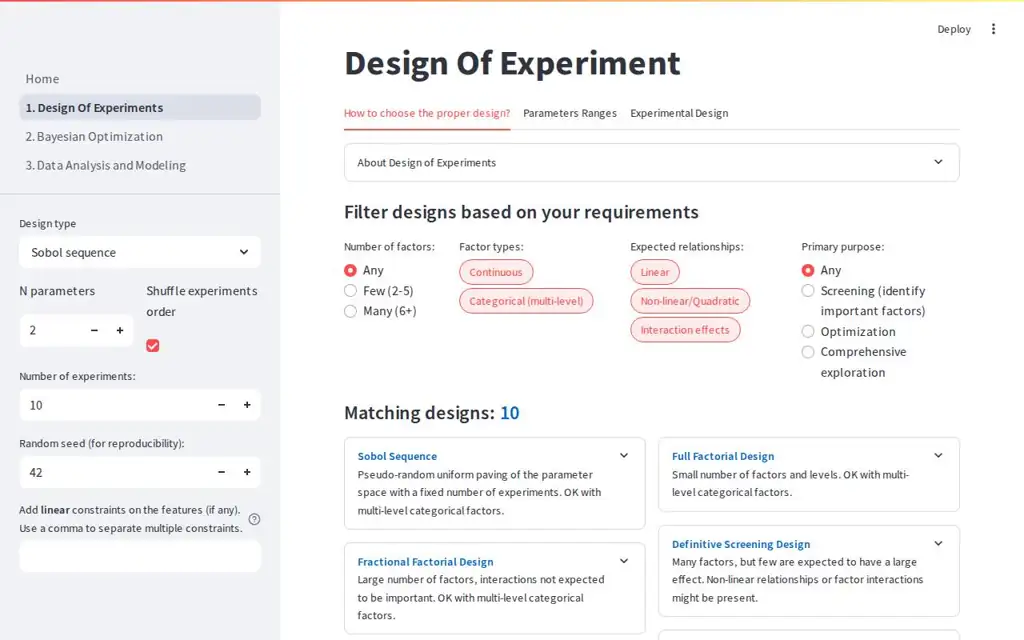 Deploy
Home
1. Design Of Experiments
2. Bayesian Optimization
3. Data Analysis and Modeling
Design type
Sobol sequence
N parameters
Shuffle experiments
order
2
Number of experiments:
10
Random seed (for reproducibility):
42
Add linear constraints on the features (if any).
Use a comma to separate multiple constraints.
Design Of Experiment
How to choose the proper design?
Parameters Ranges
Experimental Design
About Design of Experiments
Filter designs based on your requirements
Number of factors:
Any
Few (2-5)
Many (6+)
Factor types:
Continuous
Categorical (multi-level)
Expected relationships:
Linear
Non-linear/Quadratic
Interaction effects
Primary purpose:
Any
Screening (identify
important factors)
Optimization
Comprehensive
exploration
Matching designs: 10
Sobol Sequence
Pseudo-random uniform paving of the parameter
space with a fixed number of experiments. OK with
multi-level categorical factors.
Full Factorial Design
Small number of factors and levels. OK with multi-
level categorical factors.
Fractional Factorial Design
Large number of factors, interactions not expected
to be important. OK with multi-level categorical
factors.
Definitive Screening Design
Many factors, but few are expected to have a large
effect. Non-linear relationships or factor interactions
might be present.